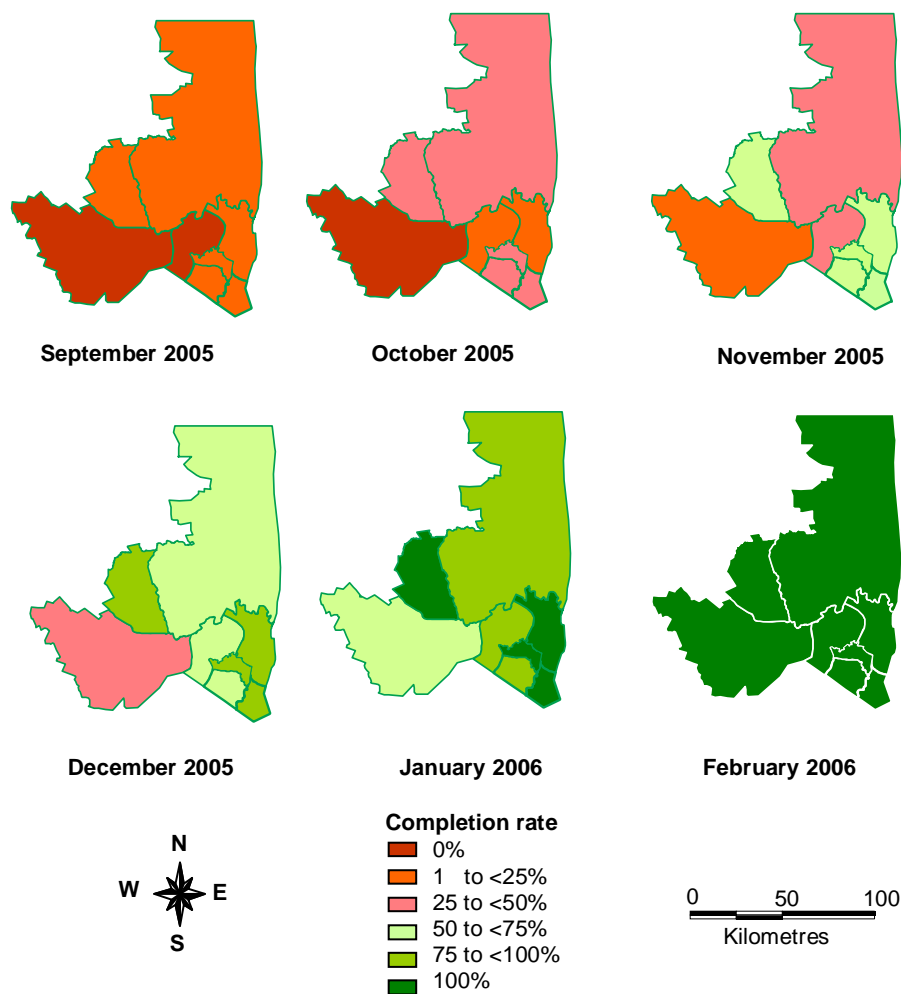 September 2005
October 2005
November 2005
December 2005
January 2006
February 2006
N
W
E
S
Completion rate
0%
1 to <25%
25 to <50%
50 to <75%
75 to <100%
100%
0 50 100
Kilometres